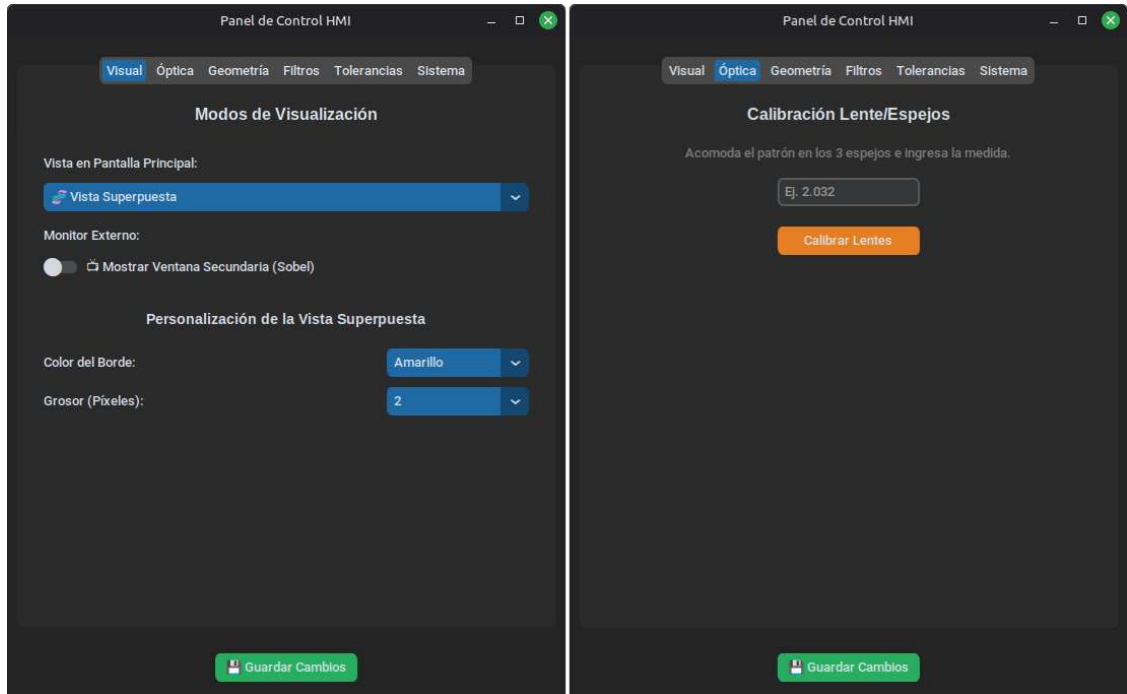 Panel de Control HMI
Visual Óptica Geometría Filtros Tolerancias Sistema
Modos de Visualización
Vista en Pantalla Principal:
Vista Superpuesta
Monitor Externo:
Mostrar Ventana Secundaria (Sobel)
Personalización de la Vista Superpuesta
Color del Borde:
Amarillo
Grosor (Píxeles):
2
Guardar Cambios
Panel de Control HMI
Visual Óptica Geometría Filtros Tolerancias Sistema
Calibración Lente/Espejos
Acomoda el patrón en los 3 espejos e ingresa la medida.
Ej. 2.032
Calibrar Lentes
Guardar Cambios